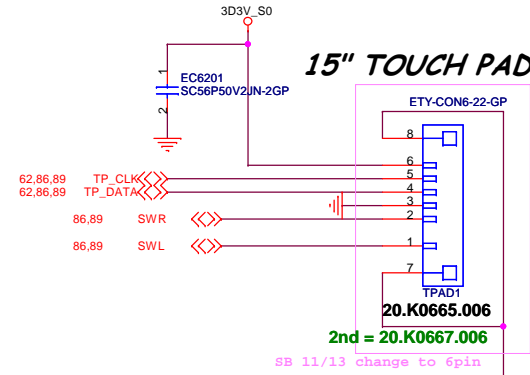 3D3V_S0
15" TOUCH PAD
1
EC6201
SC56P50V2JN-2GP
2
ETY-CON6-22-GP
8
6
62,86,89 TP_CLK 5
62,86,89 TP_DATA 4
3
86,89 SWR 2
86,89 SWL 1
7
TPAD1
20.K0665.006
2nd = 20.K0667.006
SB 11/13 change to 6pin